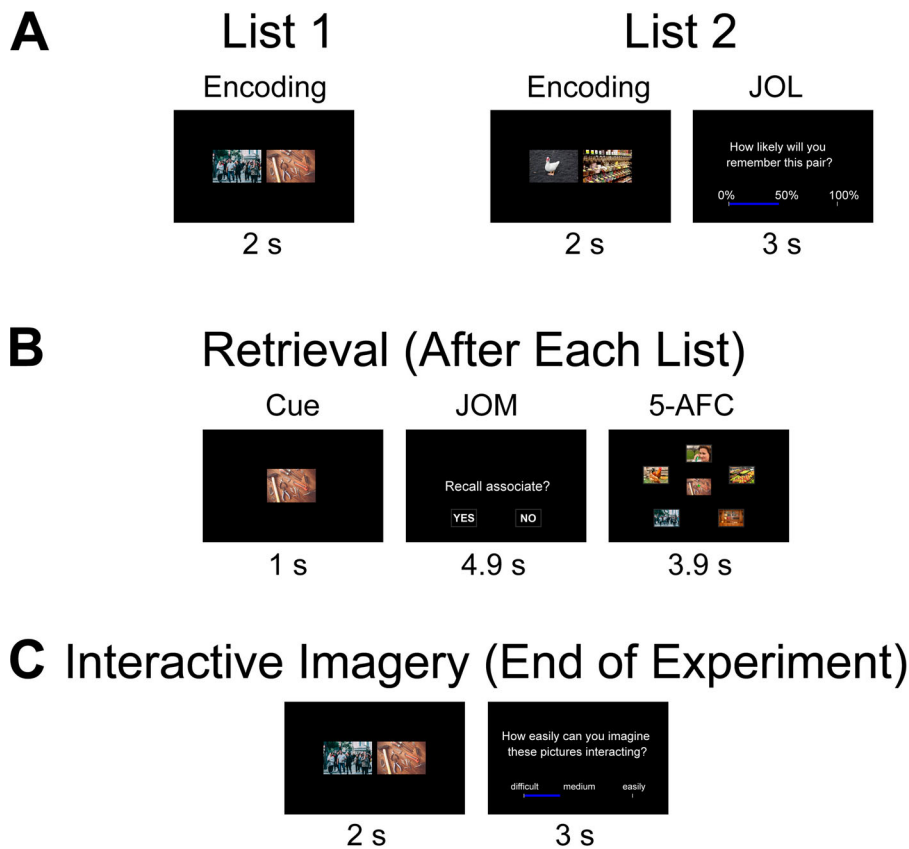 A List 1 List 2
Encoding Encoding JOL
How likely will you
remember this pair?
0% 50% 100%
2 s 2 s 3 s
B Retrieval (After Each List)
Cue JOM 5-AFC
Recall associate?
YES NO
1 s 4.9 s 3.9 s
C Interactive Imagery (End of Experiment)
How easily can you imagine
these pictures interacting?
difficult medium easily
2 s 3 s